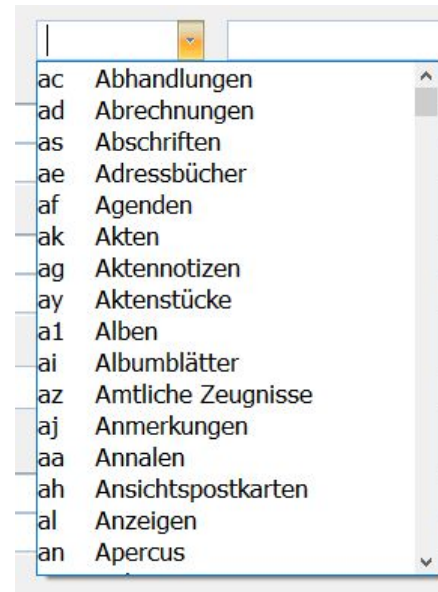 ac Abhandlungen
ad Abrechnungen
as Abschriften
ae Adressbücher
af Agenden
ak Akten
ag Aktennotizen
ay Aktenstücke
a1 Alben
ai Albumblätter
az Amtliche Zeugnisse
aj Anmerkungen
aa Annalen
ah Ansichtspostkarten
al Anzeigen
an Apercus